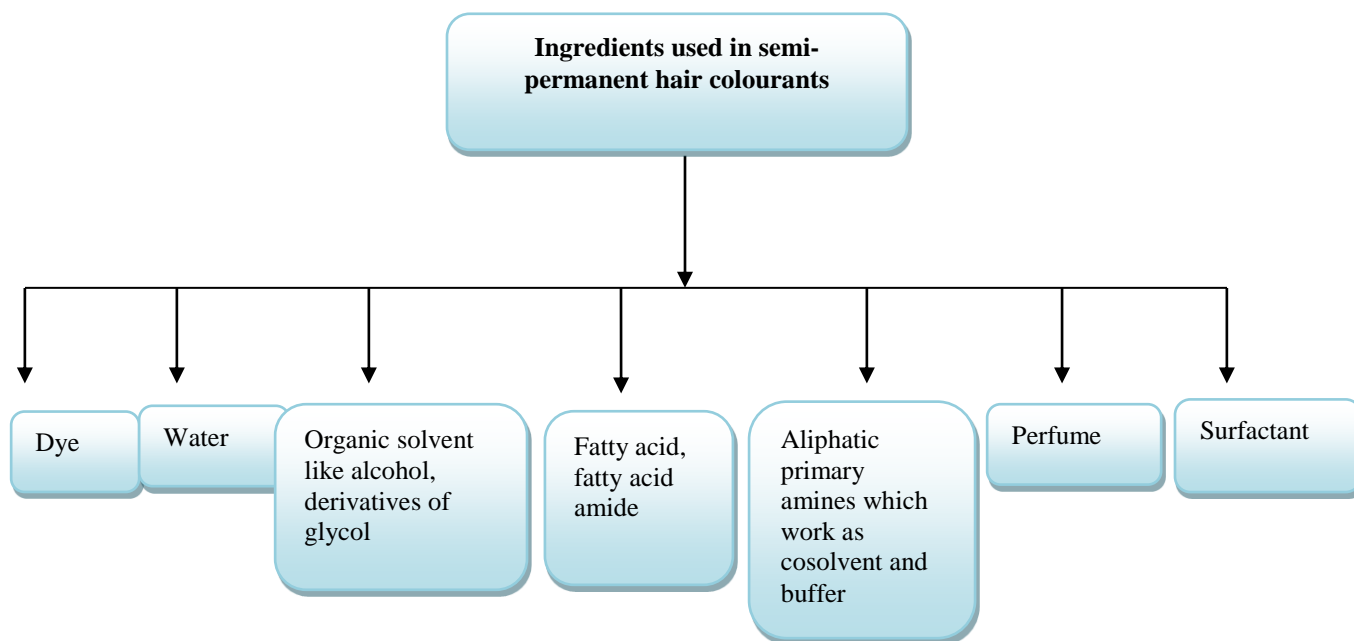 Ingredients used in semi-
permanent hair colourants
Dye
Water
Organic solvent
like alcohol,
derivatives of
glycol
Fatty acid,
fatty acid
amide
Aliphatic
primary
amines which
work as
cosolvent and
buffer
Perfume
Surfactant